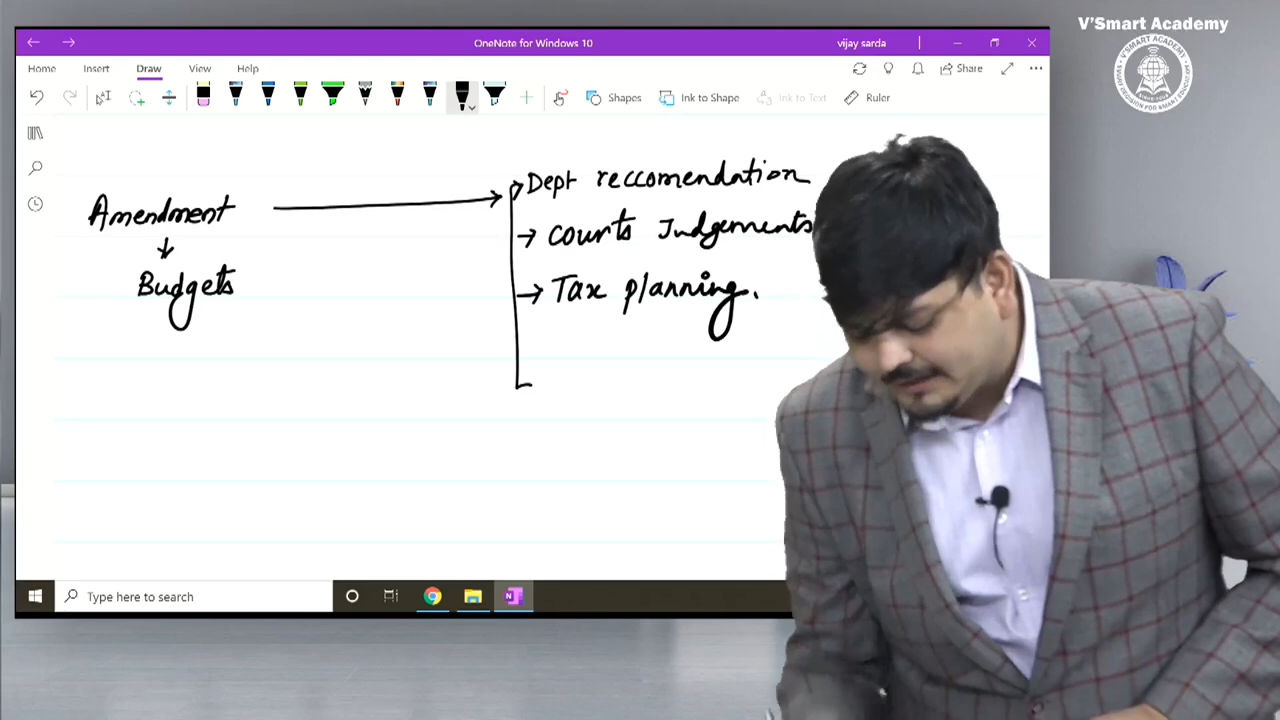 V'Smart Academy
OneNote for Windows 10
vijay sarda
Home Insert Draw View Help
Share
Shapes Ink to Shape Ink to Text Ruler
Amendment
Budgets
Dept reccomendation
Courts Judgements
Tax planning.
Type here to search